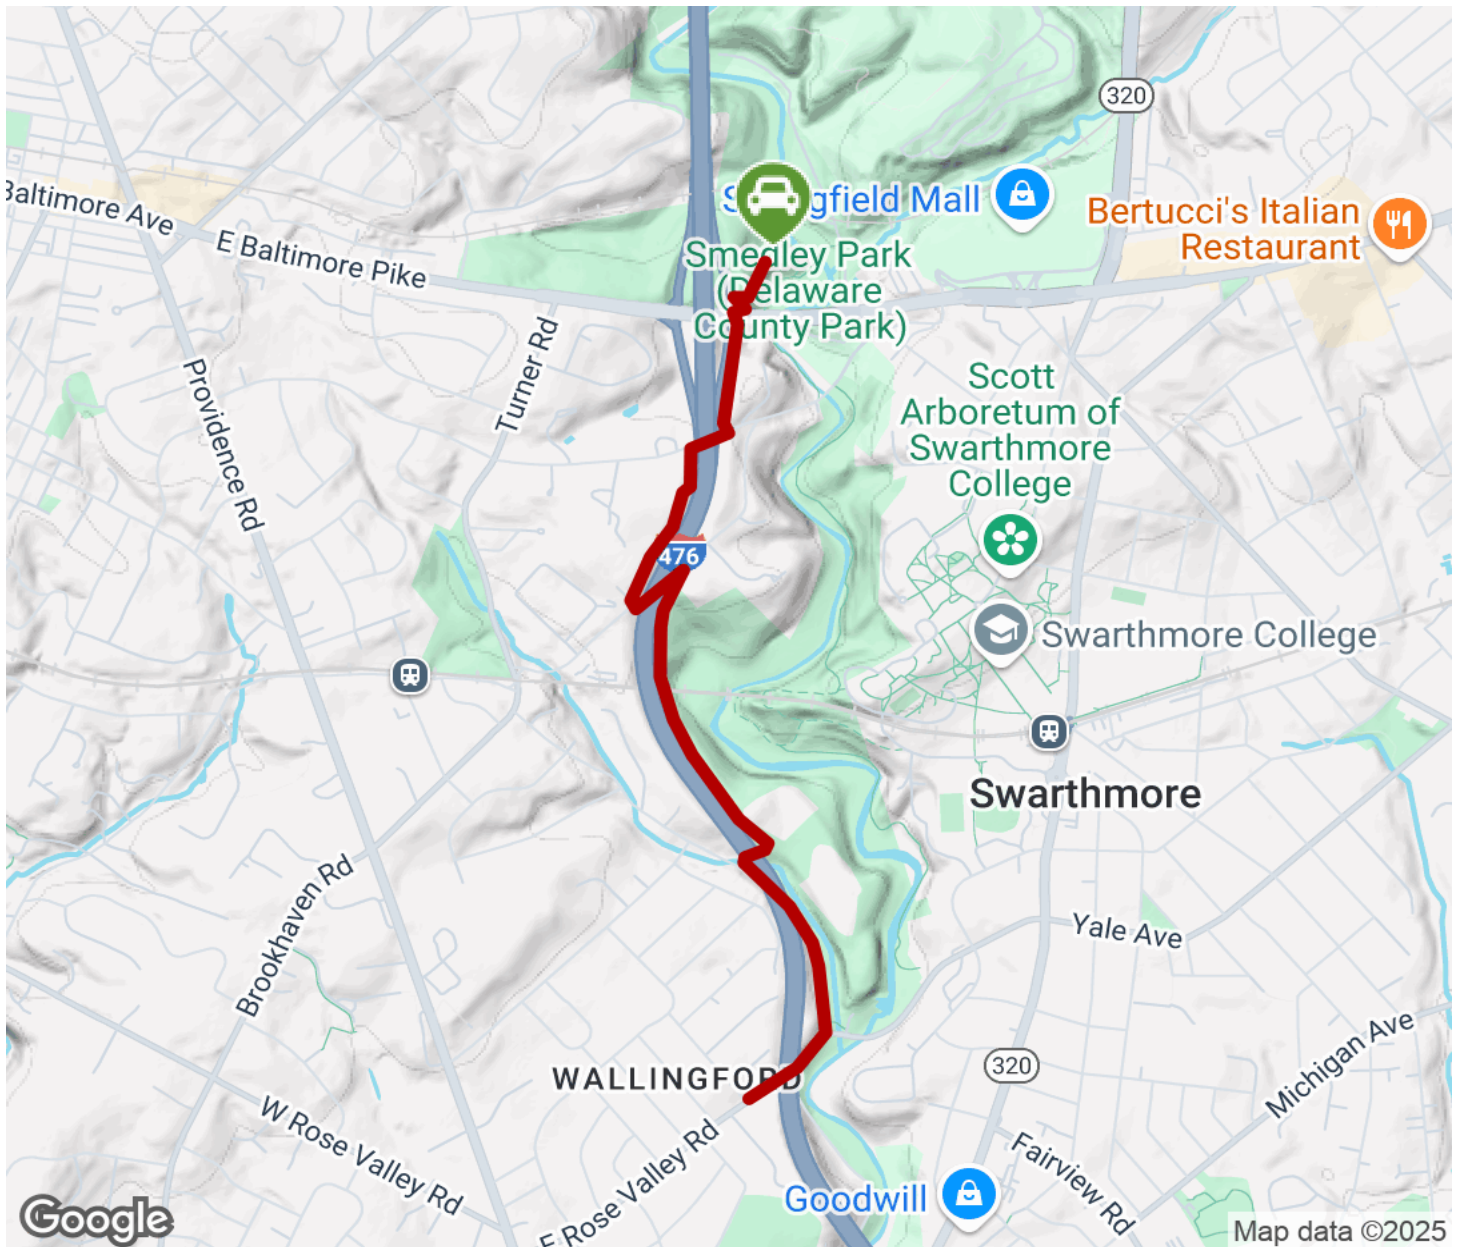 320
Springfield Mall
Bertucci's Italian
Restaurant
Baltimore Ave
E Baltimore Pike
Smedley Park
(Delaware
County Park)
Turner Rd
Providence Rd
Scott
Arboretum of
Swarthmore
College
476
Swarthmore College
Swarthmore
Brookhaven Rd
Yale Ave
WALLINGFORD
320
Michigan Ave
W Rose Valley Rd
E Rose Valley Rd
Fairview Rd
Goodwill
Google
Map data ©2025